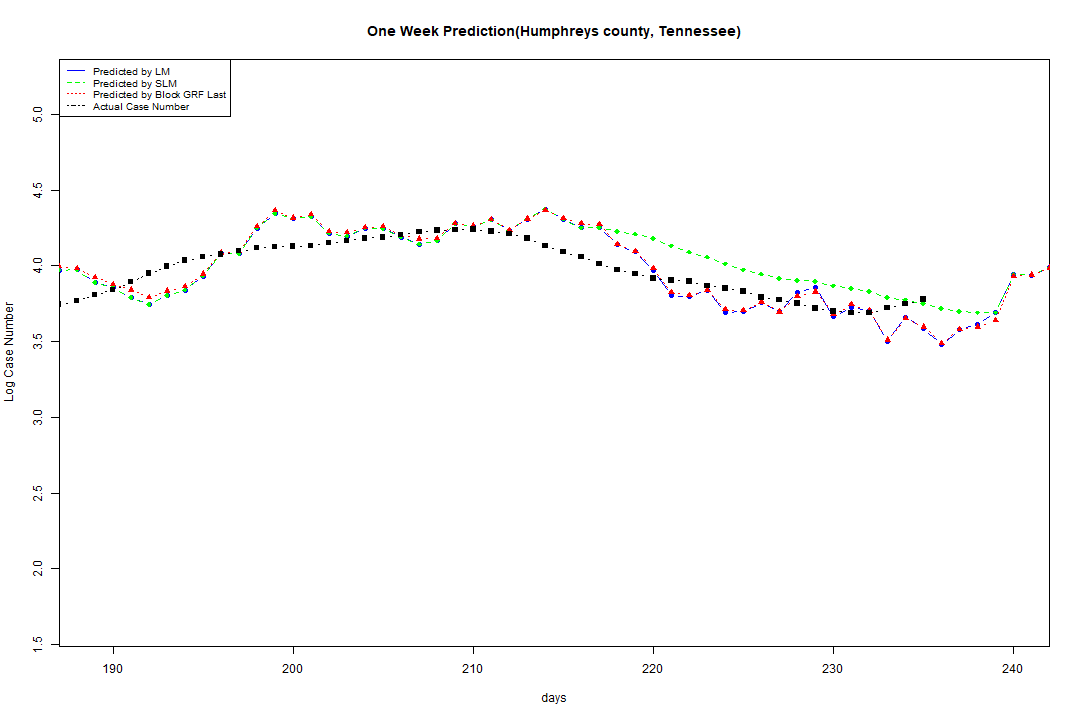 One Week Prediction(Humphreys county, Tennessee)
Predicted by LM
Predicted by SLM
Predicted by Block GRF Last
Actual Case Number
5.0
4.5
4.0
3.5
3.0
2.5
2.0
1.5
Log Case Number
190 200 210 220 230 240
days